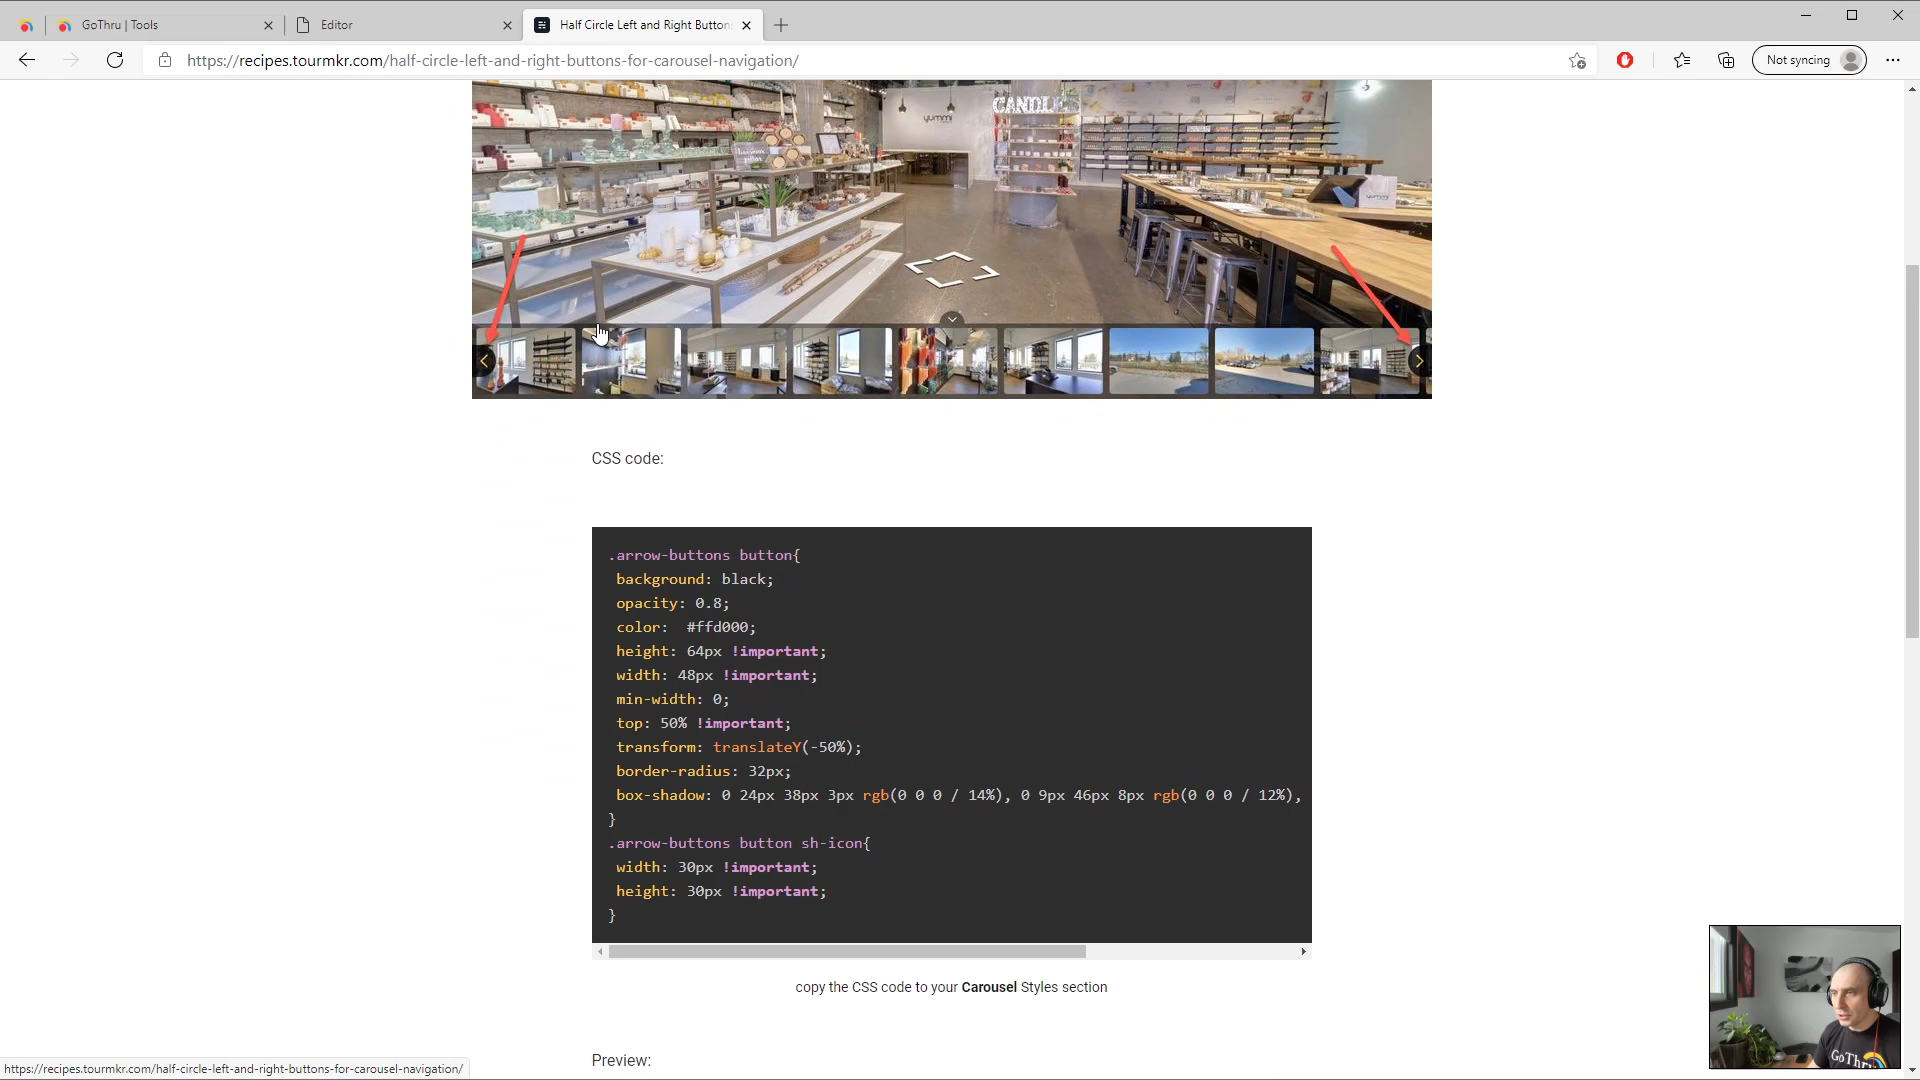 GoThru | Tools
Editor
Half Circle Left and Right Button
https://recipes.tourmkr.com/half-circle-left-and-right-buttons-for-carousel-navigation/
Not syncing
CANDLES
yummi
CSS code:
.arrow-buttons button{
background: black;
opacity: 0.8;
color: #ffd000;
height: 64px !important;
width: 48px !important;
min-width: 0;
top: 50% !important;
transform: translateY(-50%);
border-radius: 32px;
box-shadow: 0 24px 38px 3px rgb(0 0 0 / 14%), 0 9px 46px 8px rgb(0 0 0 / 12%),
}
.arrow-buttons button sh-icon{
width: 30px !important;
height: 30px !important;
}
copy the CSS code to your Carousel Styles section
Preview:
GoThr
https://recipes.tourmkr.com/half-circle-left-and-right-buttons-for-carousel-navigation/